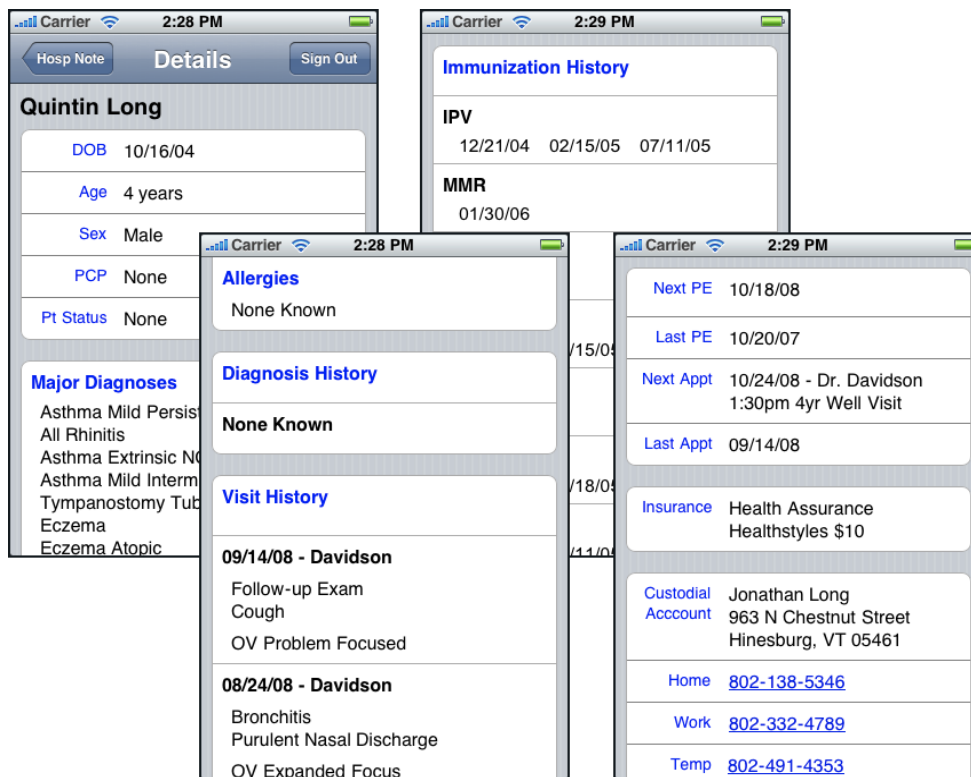 Carrier 2:28 PM
Hosp Note Details Sign Out
Quintin Long
DOB 10/16/04
Age 4 years
Sex Male
PCP None
Pt Status None
Major Diagnoses
Asthma Mild Persist
All Rhinitis
Asthma Extrinsic
Asthma Mild Interm
Tympanostomy Tub
Eczema
Eczema Atopic
Carrier 2:29 PM
Immunization History
IPV
12/21/04 02/15/05 07/11/05
MMR
01/30/06
/15/05
/18/05
/11/05
Carrier 2:28 PM
Allergies
None Known
Diagnosis History
None Known
Visit History
09/14/08 - Davidson
Follow-up Exam
Cough
OV Problem Focused
08/24/08 - Davidson
Bronchitis
Purulent Nasal Discharge
OV Expanded Focus
Carrier 2:29 PM
Next PE 10/18/08
Last PE 10/20/07
Next Appt 10/24/08 - Dr. Davidson
1:30pm 4yr Well Visit
Last Appt 09/14/08
Insurance Health Assurance
Healthstyles $10
Custodial Jonathan Long
Acccount 963 N Chestnut Street
Hinesburg, VT 05461
Home 802-138-5346
Work 802-332-4789
Temp 802-491-4353